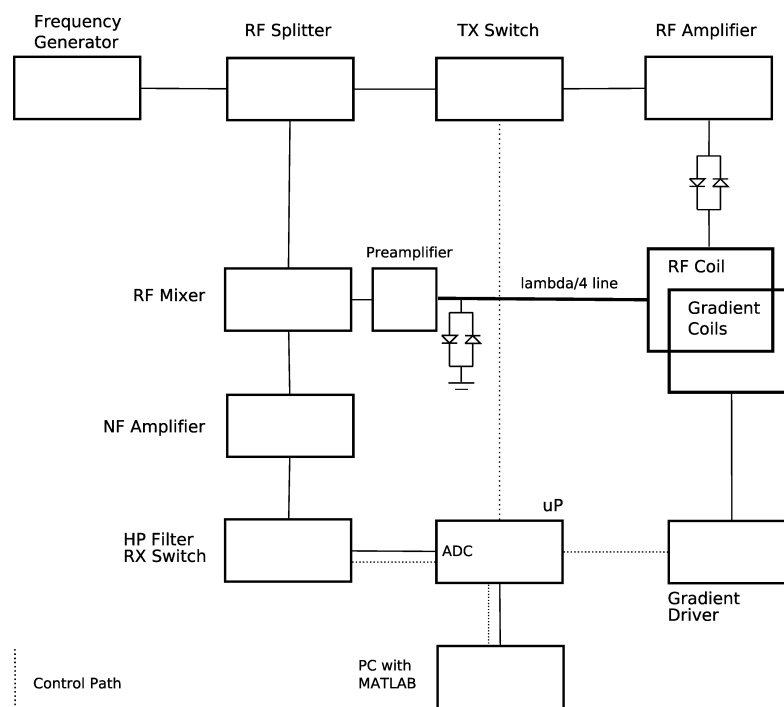 Frequency
Generator
RF Splitter
TX Switch
RF Amplifier
Preamplifier
RF Mixer
lambda/4 line
RF Coil
Gradient
Coils
NF Amplifier
uP
HP Filter
RX Switch
ADC
Gradient
Driver
PC with
MATLAB
Control Path